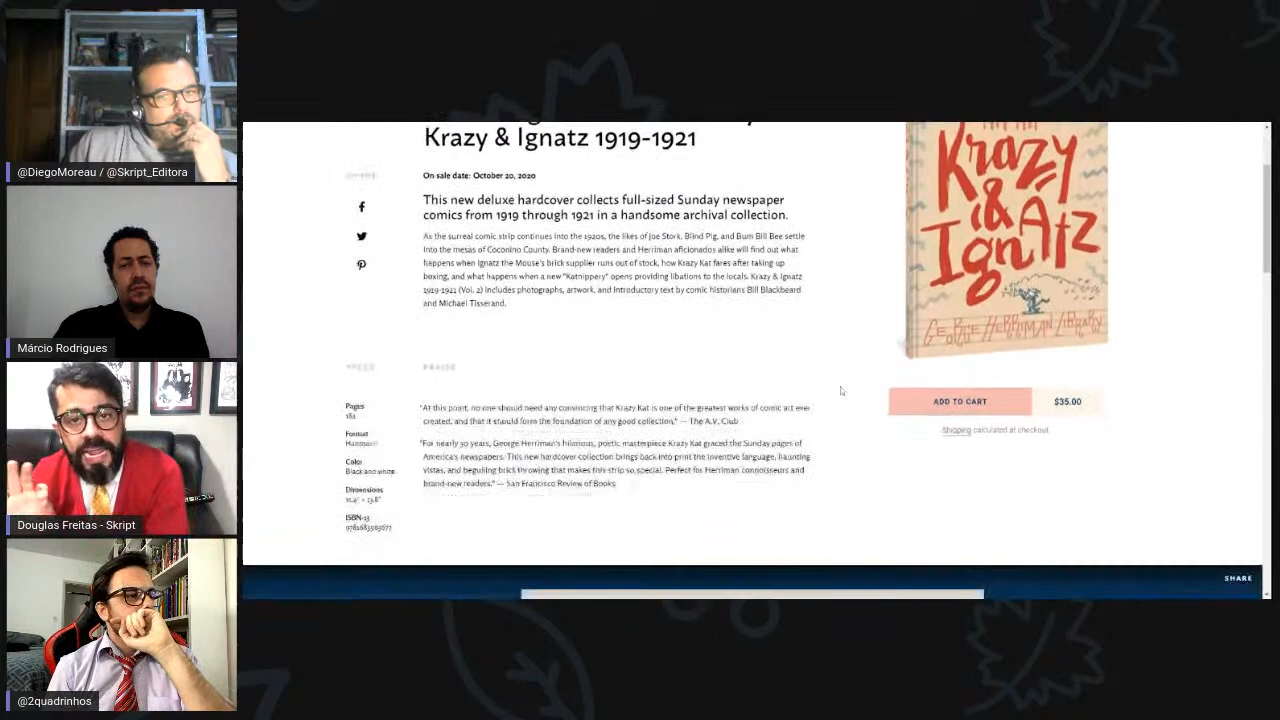 @DiegoMoreau / @Skript_Editora
Márcio Rodrigues
Douglas Freitas - Skript
@2quadrinhos
Krazy & Ignatz 1919-1921
On sale date: October 20, 2020
This new deluxe hardcover collects full-sized Sunday newspaper
comics from 1919 through 1921 in a handsome archival collection.
As the surreal comic strip continues into the 1920s, the likes of Joe Stork, Blind Pig, and Bum Bill Bee settle
into the mesas of Coconino County. Brand-new readers and Herriman aficionados alike will find out what
happens when Ignatz the Mouse's brick supplier runs out of stock, how Krazy Kat fares after taking up
boxing, and what happens when a new "Katnippery" opens providing libations to the locals. Krazy & Ignatz
1919-1921 (Vol. 2) includes photographs, artwork, and introductory text by comic historians Bill Blackbeard
and Michael Tisserand.
PRAISE
"At this point, no one should need any convincing that Krazy Kat is one of the greatest works of comic art ever
created, and that it should form the foundation of any good collection." — The A.V. Club
"For nearly 30 years, George Herriman's hilarious, poetic masterpiece Krazy Kat graced the Sunday pages of
America's newspapers. This new hardcover collection brings back into print the inventive language, haunting
vistas, and beguiling brick throwing that makes this strip so special. Perfect for Herriman connoisseurs and
brand-new readers." — San Francisco Review of Books
Pages
Format
Hardback
Color
Black and white
Dimensions
ISBN-13
Krazy
& Ignatz
George Herriman Library
ADD TO CART
$35.00
Shipping calculated at checkout.
SHARE